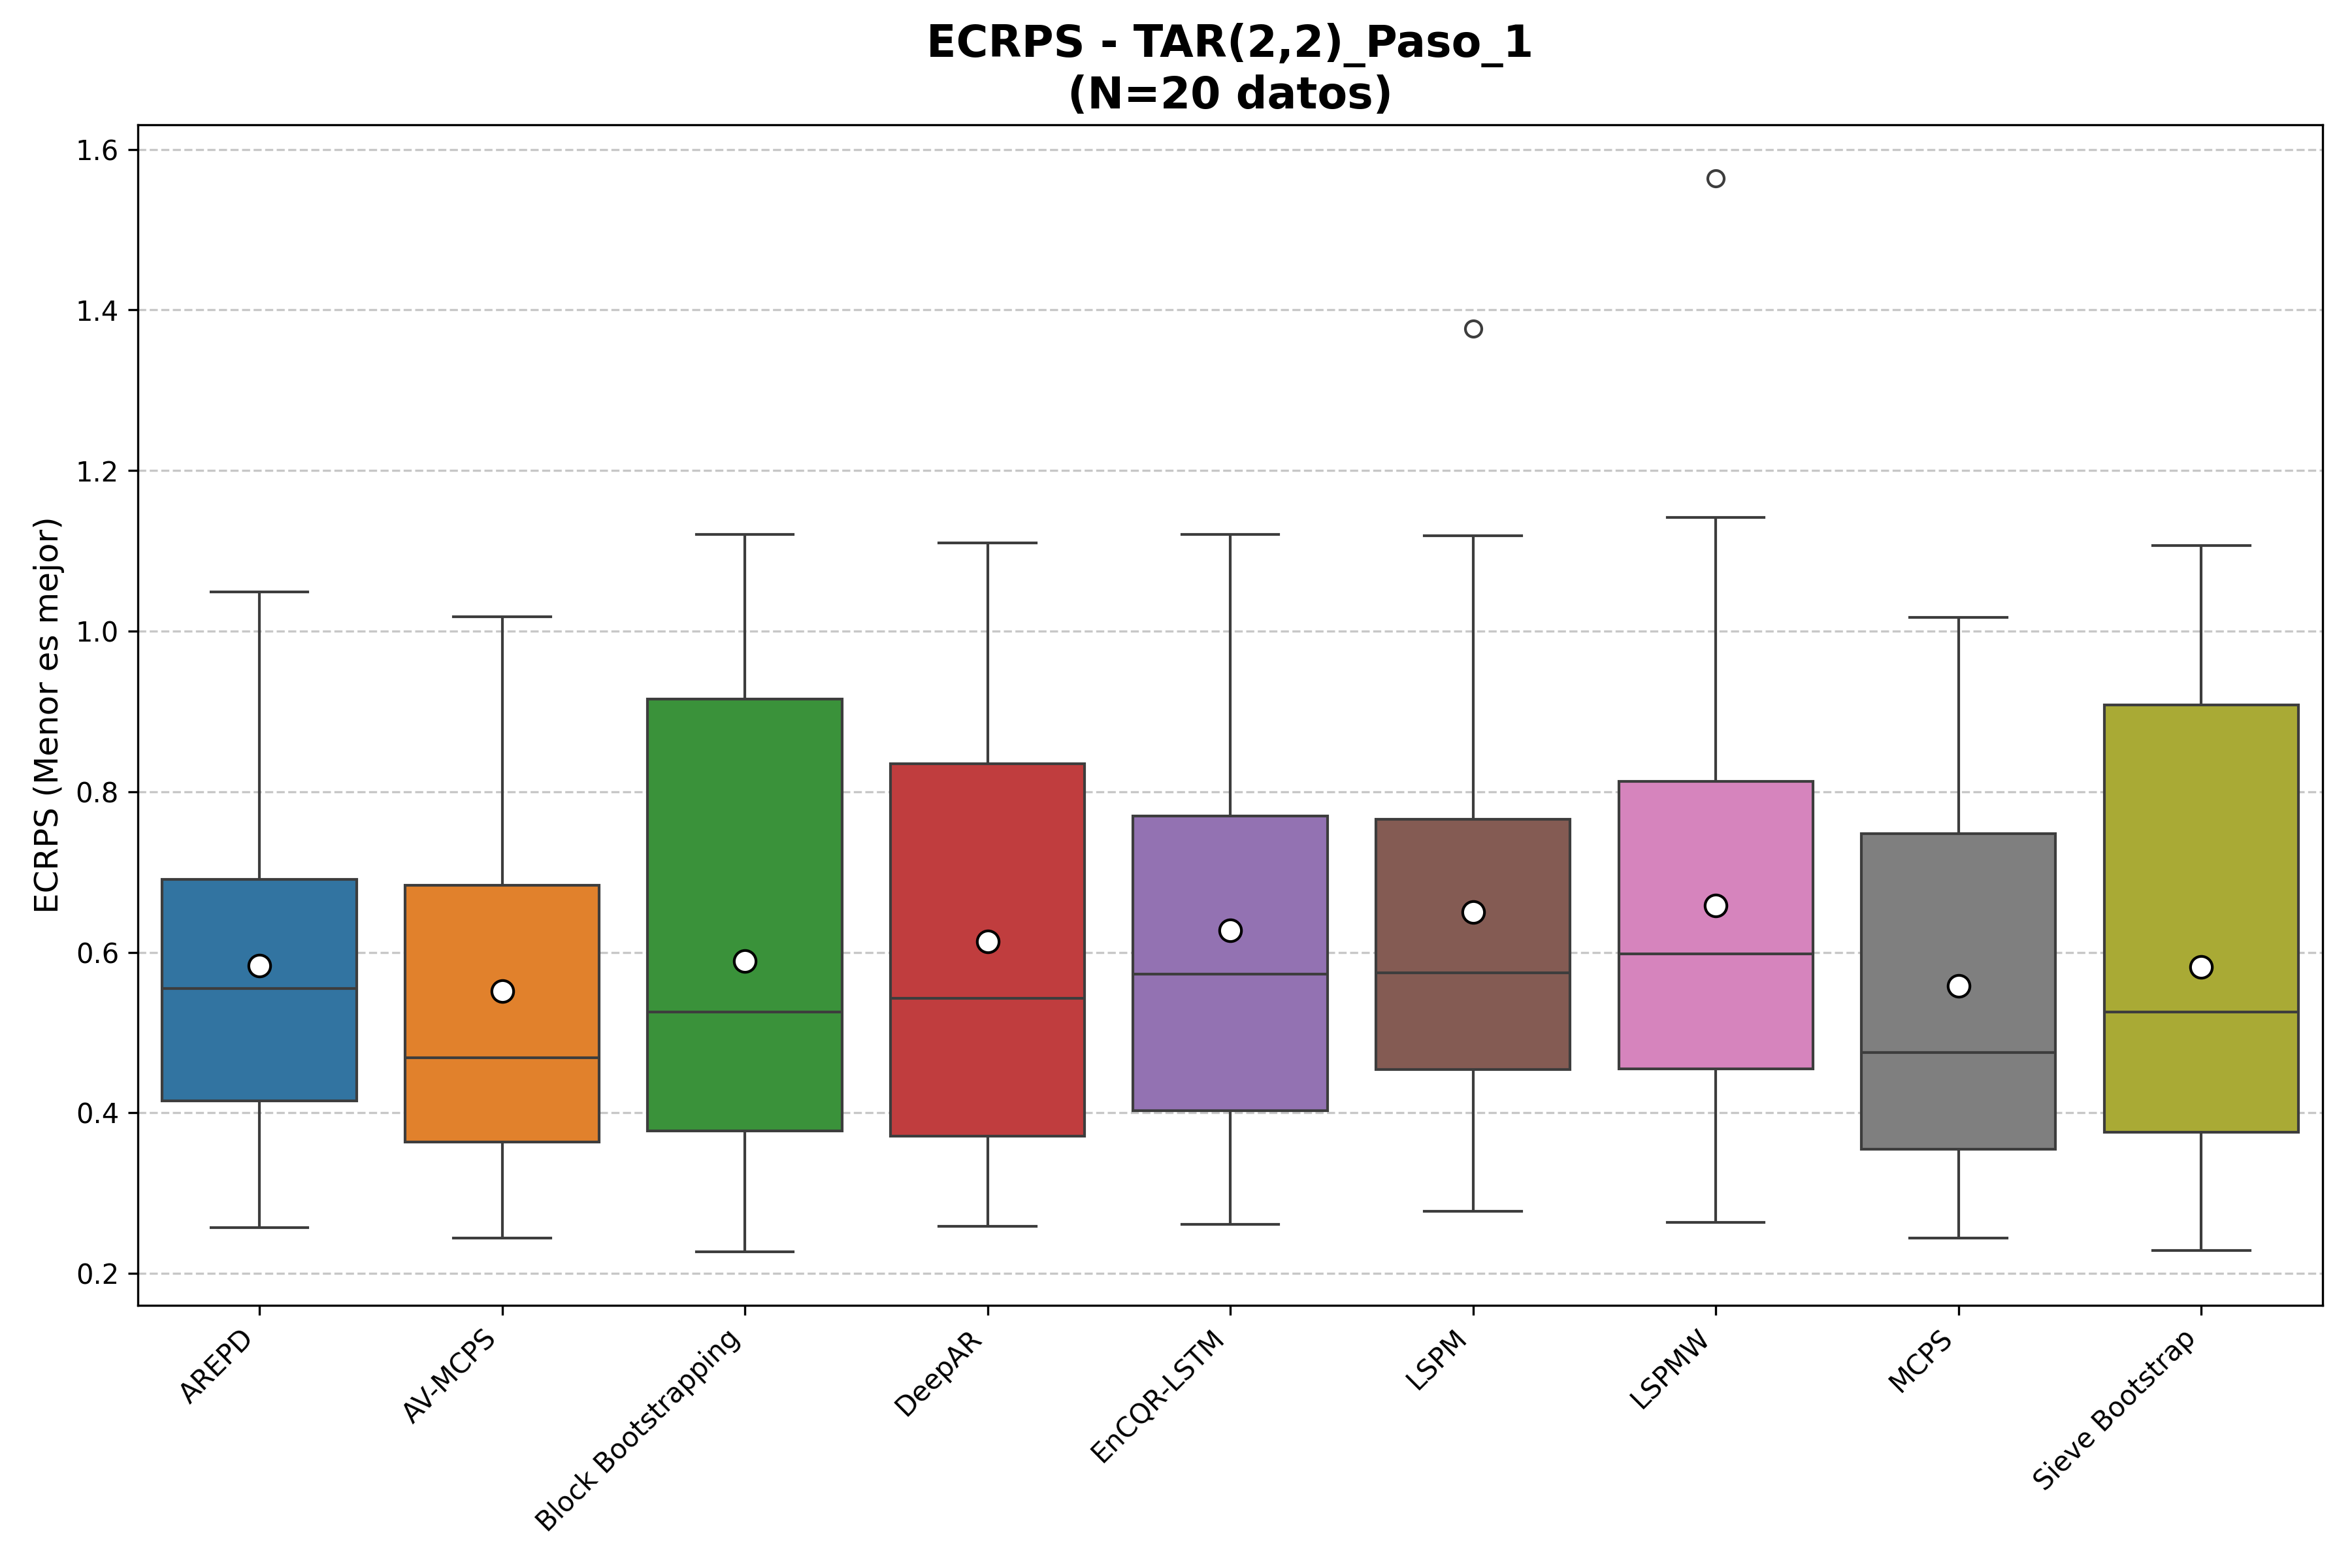 ECRPS - TAR(2,2)_Paso_1
(N=20 datos)
ECRPS (Menor es mejor)
1.6
1.4
1.2
1.0
0.8
0.6
0.4
0.2
AREPD
AV-MCPS
Block Bootstrapping
DeepAR
EnCQR-LSTM
LSPM
LSPMW
MCPS
Sieve Bootstrap